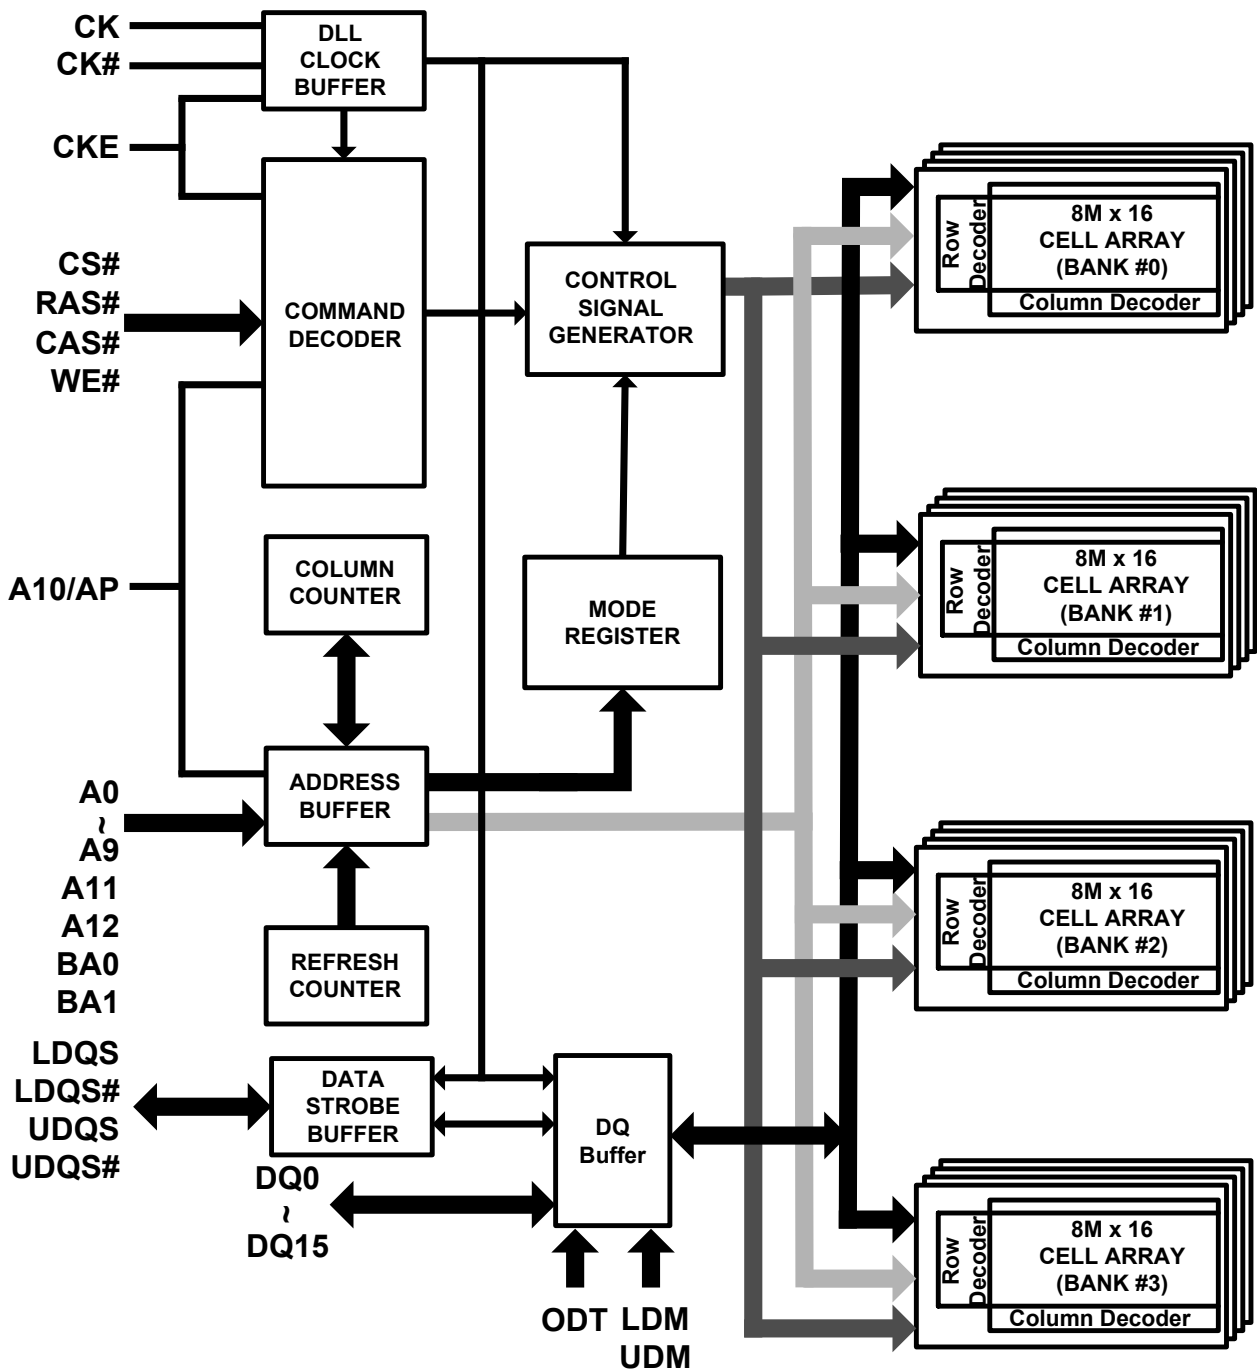 CK
CK#
CKE
CS#
RAS#
CAS#
WE#
A10/AP
A0
~
A9
A11
A12
BA0
BA1
LDQS
LDQS#
UDQS
UDQS#
DQ0
~
DQ15
DLL
CLOCK
BUFFER
COMMAND
DECODER
COLUMN
COUNTER
ADDRESS
BUFFER
REFRESH
COUNTER
DATA
STROBE
BUFFER
CONTROL
SIGNAL
GENERATOR
MODE
REGISTER
DQ
Buffer
ODT
LDM
UDM
Row
Decoder
8M x 16
CELL ARRAY
(BANK #0)
Column Decoder
Row
Decoder
8M x 16
CELL ARRAY
(BANK #1)
Column Decoder
Row
Decoder
8M x 16
CELL ARRAY
(BANK #2)
Column Decoder
Row
Decoder
8M x 16
CELL ARRAY
(BANK #3)
Column Decoder